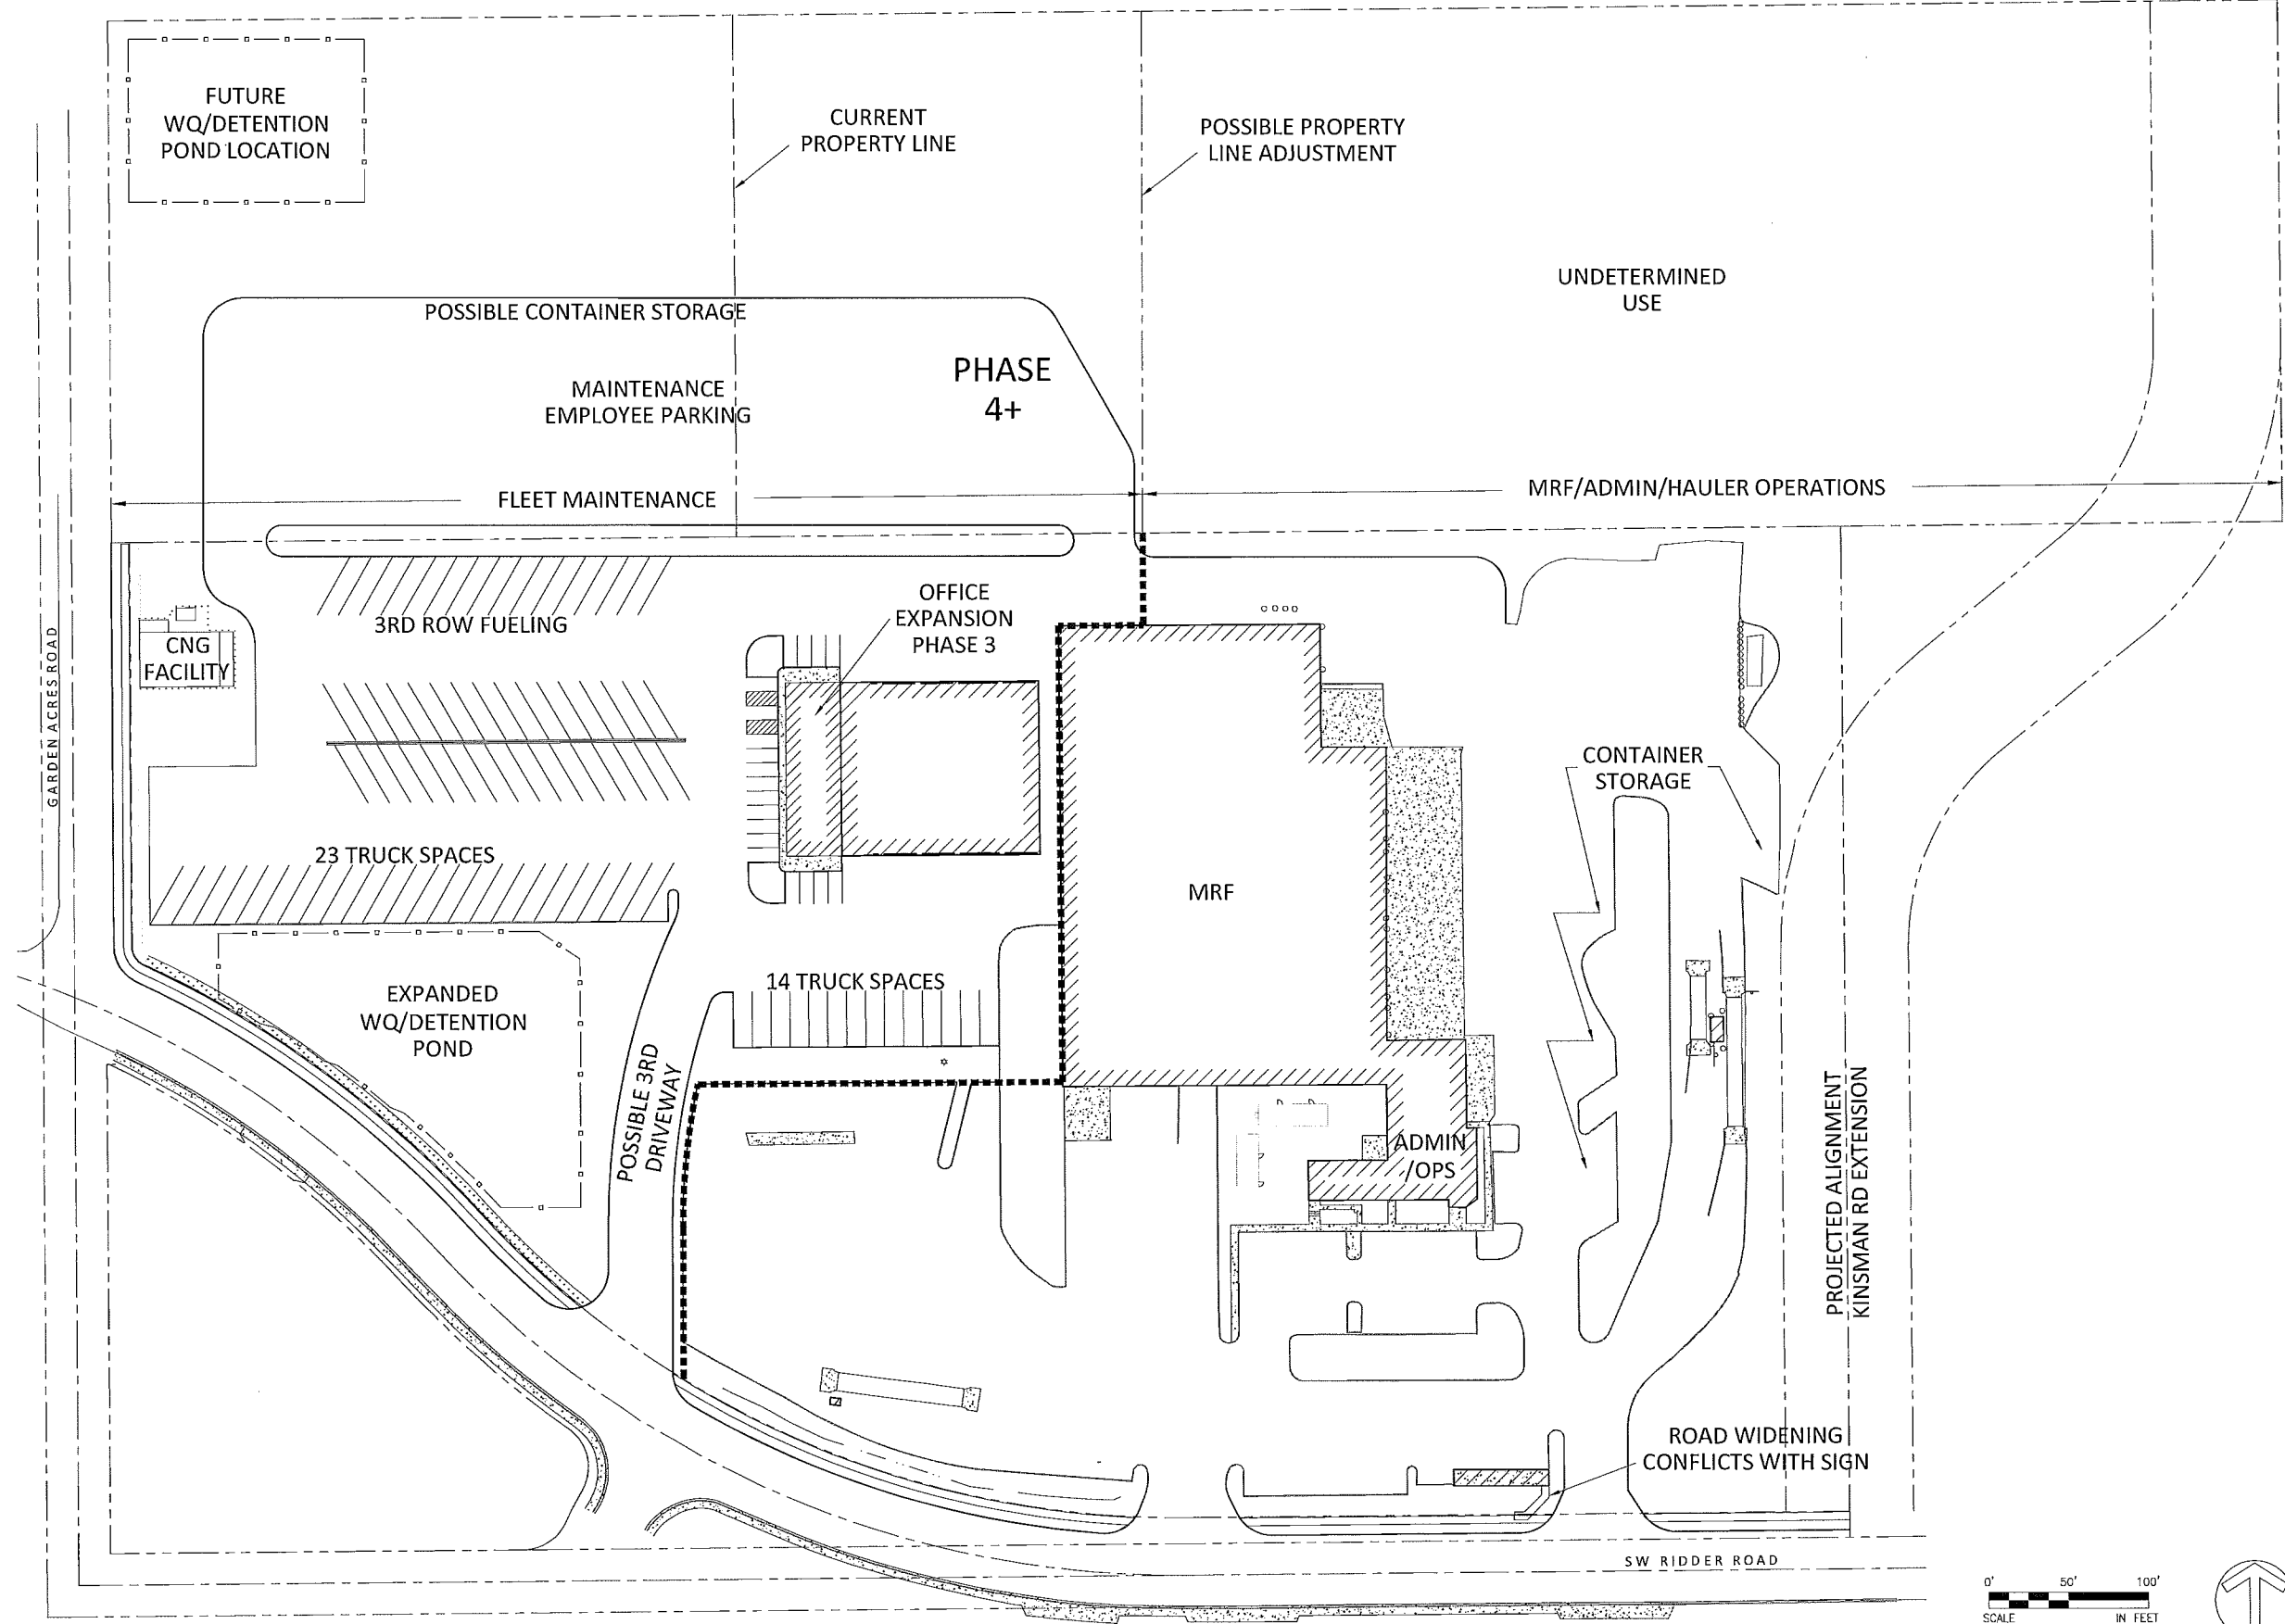 FUTURE
WQ/DETENTION
POND LOCATION
CURRENT
PROPERTY LINE
POSSIBLE PROPERTY
LINE ADJUSTMENT
UNDETERMINED
USE
POSSIBLE CONTAINER STORAGE
PHASE
4+
MAINTENANCE
EMPLOYEE PARKING
FLEET MAINTENANCE
MRF/ADMIN/HAULER OPERATIONS
OFFICE
EXPANSION
PHASE 3
3RD ROW FUELING
CNG
FACILITY
GARDEN ACRES ROAD
CONTAINER
STORAGE
23 TRUCK SPACES
MRF
14 TRUCK SPACES
EXPANDED
WQ/DETENTION
POND
POSSIBLE 3RD
DRIVEWAY
ADMIN
/OPS
PROJECTED ALIGNMENT
KINSMAN RD EXTENSION
ROAD WIDENING
CONFLICTS WITH SIGN
SW RIDDER ROAD
0' 50' 100'
SCALE IN FEET